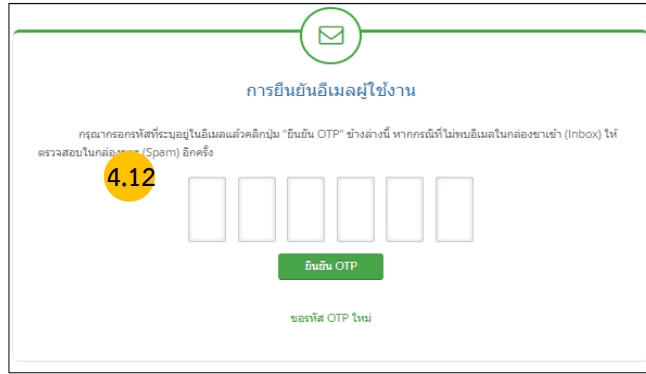 การยืนยันอีเมลผู้ใช้งาน
กรุณากรอกรหัสที่ระบุอยู่ในอีเมลแล้วคลิกปุ่ม "ยืนยัน OTP" ข้างล่างนี้ หากกรณีที่ไม่พบอีเมลในกล่องขาเข้า (Inbox) ให้
ตรวจสอบในกล่อง (Spam) อีกครั้ง
4.12
ยืนยัน OTP
ขอรหัส OTP ใหม่